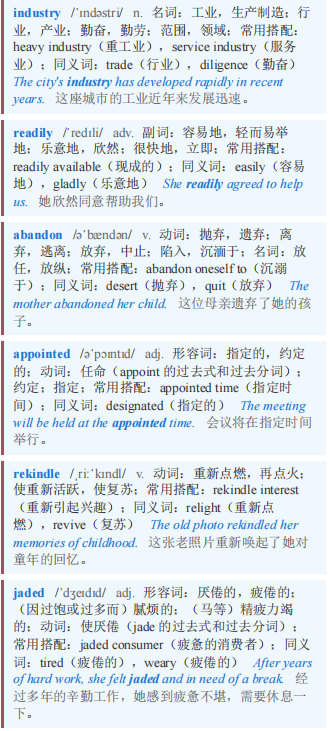 industry /ˈɪndəstri/ n. 名词：工业，生产制造；行
业，产业；勤奋，勤劳；范围，领域；常用搭配：
heavy industry（重工业），service industry（服务
业）；同义词：trade（行业），diligence（勤奋）
The city's industry has developed rapidly in recent
years. 这座城市的工业近年来发展迅速。
readily /ˈredɪli/ adv. 副词：容易地，轻而易举
地；乐意地，欣然；很快地，立即；常用搭配：
readily available（现成的）；同义词：easily（容易
地），gladly（乐意地） She readily agreed to help
us. 她欣然同意帮助我们。
abandon /əˈbændən/ v. 动词：抛弃，遗弃；离
弃，逃离；放弃，中止；陷入，沉湎于；名词：放
任，放纵；常用搭配：abandon oneself to（沉溺
于）；同义词：desert（抛弃），quit（放弃） The
mother abandoned her child. 这位母亲遗弃了她的孩
子。
appointed /əˈpɔɪntɪd/ adj. 形容词：指定的，约定
的；动词：任命（appoint 的过去式和过去分词）；
约定；指定；常用搭配：appointed time（指定时
间）；同义词：designated（指定的） The meeting
will be held at the appointed time. 会议将在指定时间
举行。
rekindle /ˌriːˈkɪndl/ v. 动词：重新点燃，再点火；
使重新活跃，使复苏；常用搭配：rekindle interest
（重新引起兴趣）；同义词：relight（重新点
燃），revive（复苏） The old photo rekindled her
memories of childhood. 这张老照片重新唤起了她对
童年的回忆。
jaded /ˈdʒeɪdɪd/ adj. 形容词：厌倦的，疲倦的；
（因过饱或过多而）腻烦的；（马等）精疲力竭
的；动词：使厌倦（jade 的过去式和过去分词）；
常用搭配：jaded consumer（疲惫的消费者）；同义
词：tired（疲倦的），weary（疲倦的） After years
of hard work, she felt jaded and in need of a break. 经
过多年的辛勤工作，她感到疲惫不堪，需要休息一
下。